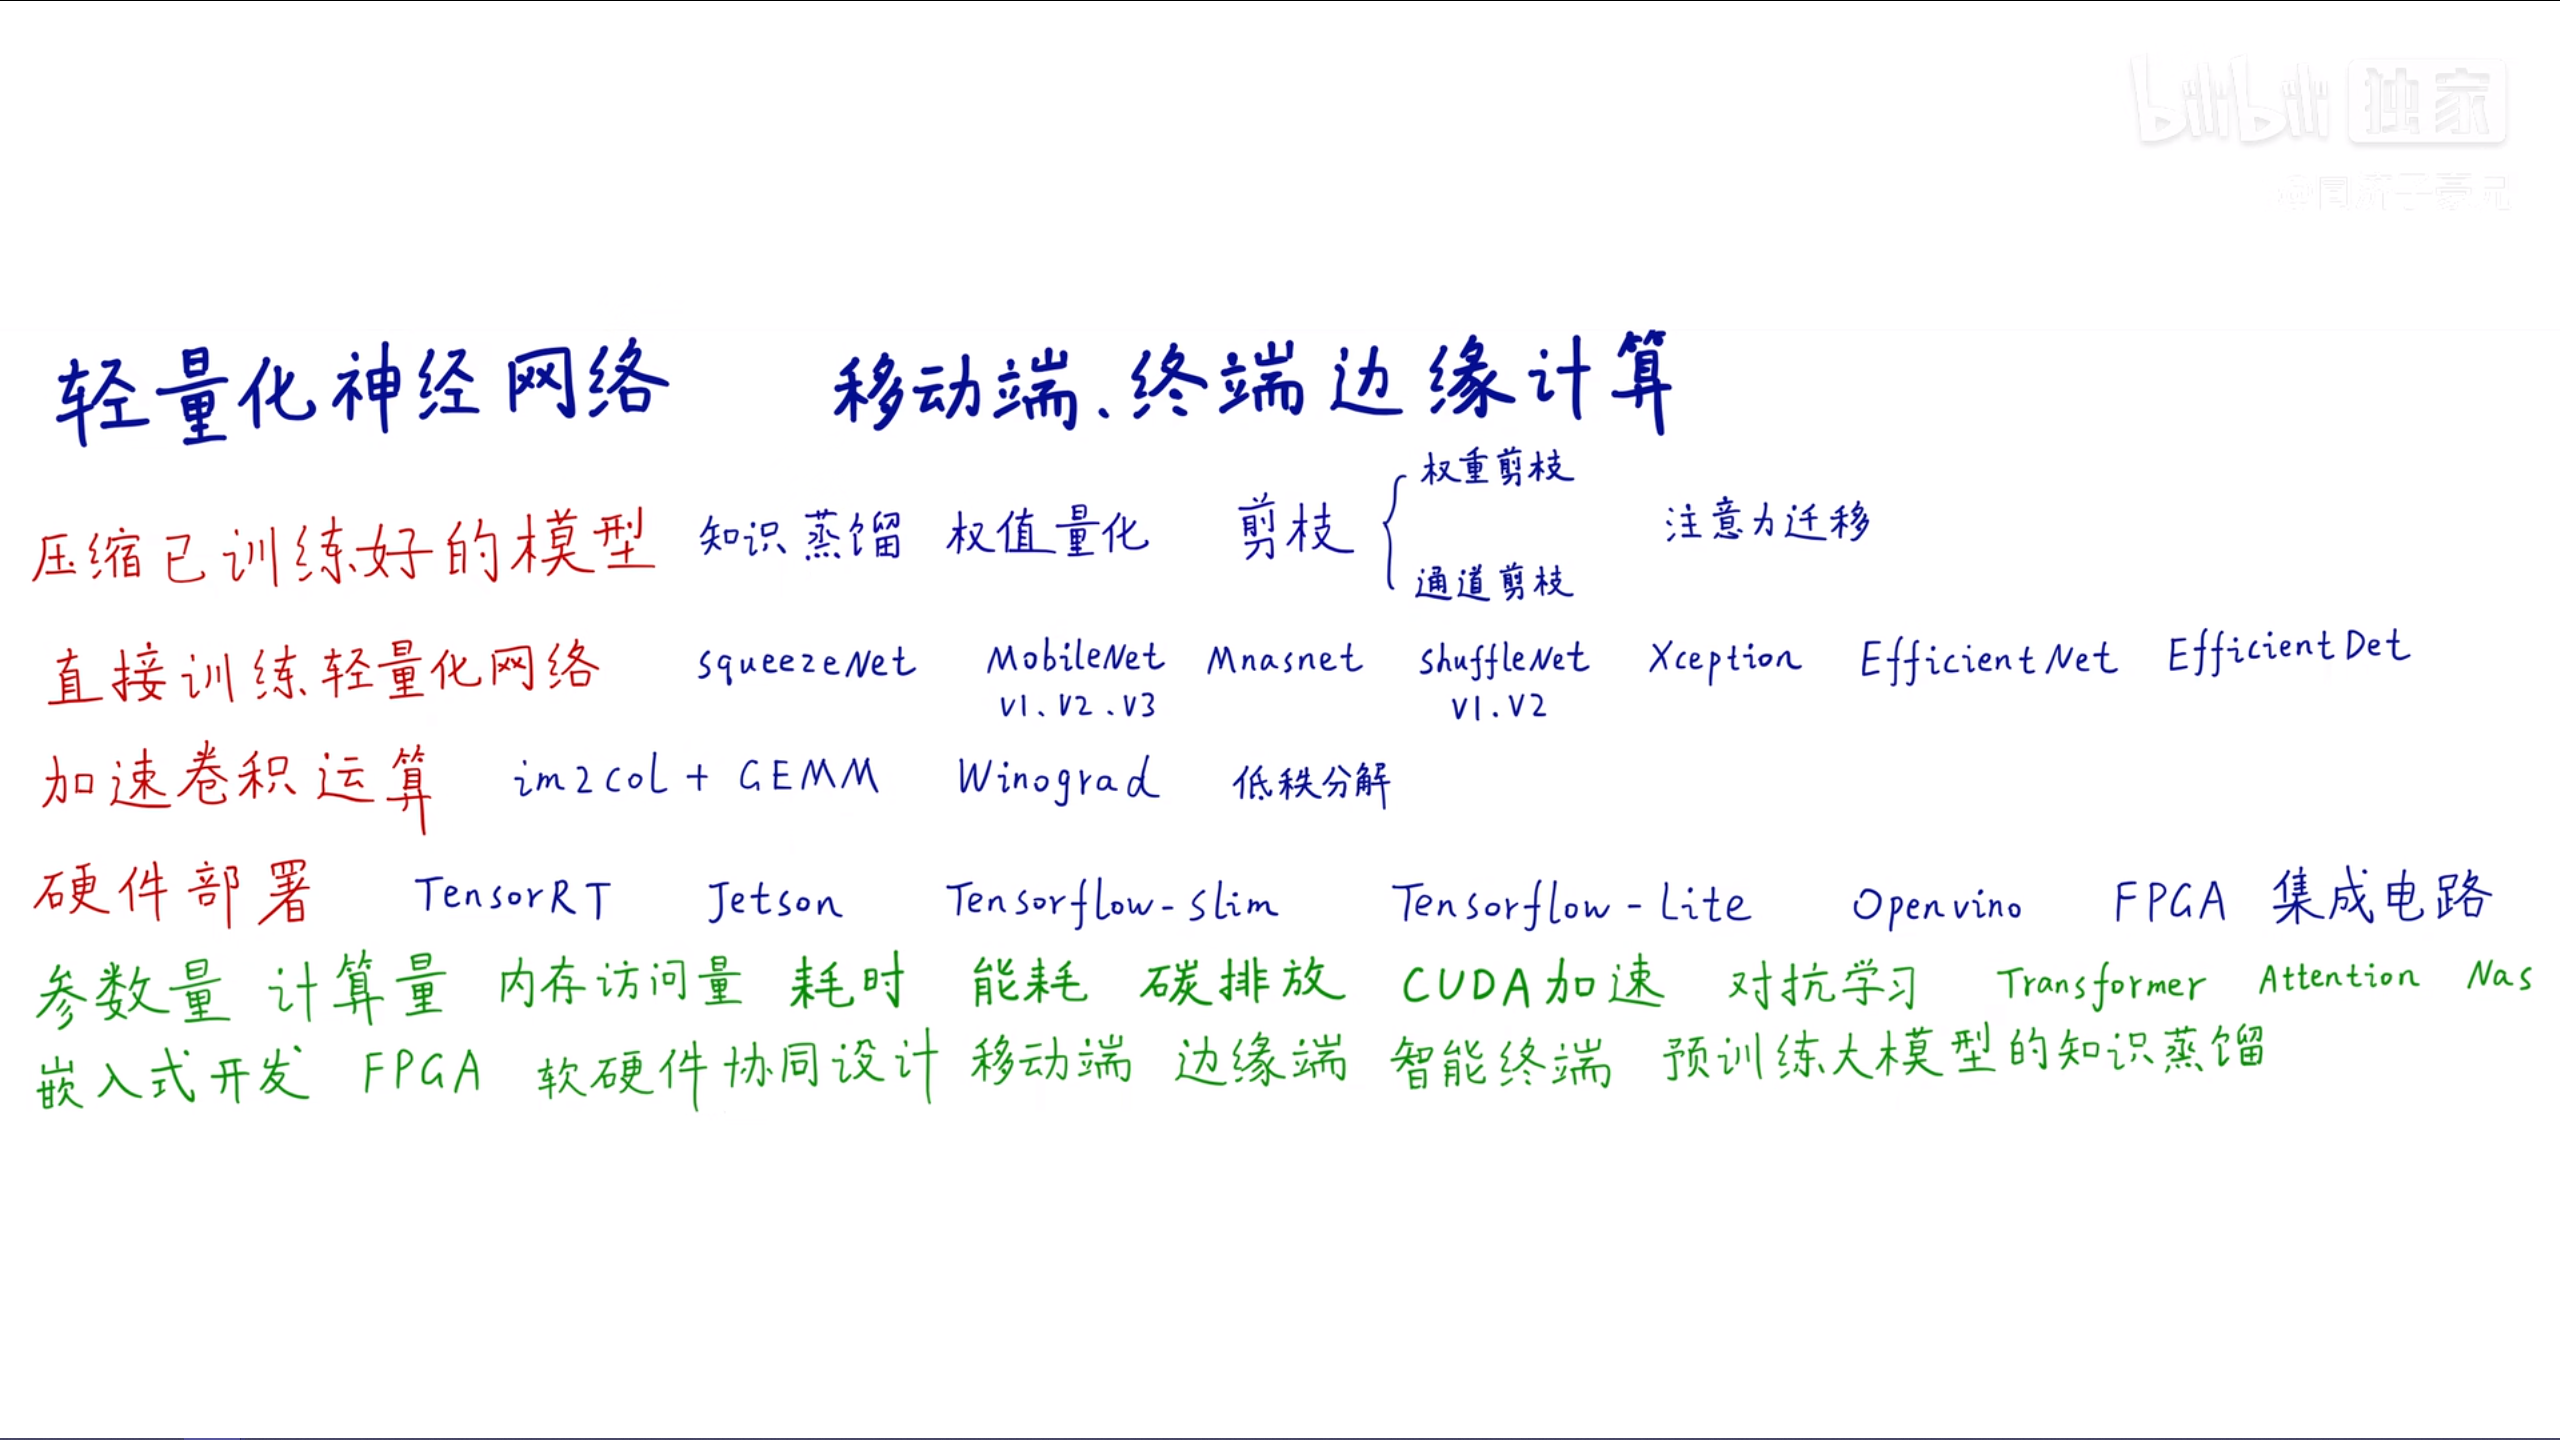 bilibili 独家
@同济子豪兄
轻量化神经网络 移动端、终端边缘计算
压缩已训练好的模型 知识蒸馏 权值量化 剪枝 { 权重剪枝 注意力迁移
通道剪枝
直接训练轻量化网络 squeezeNet MobileNet Mnasnet shuffleNet Xception EfficientNet EfficientDet
V1、V2、V3 V1.V2
加速卷积运算 im2col + GEMM Winograd 低秩分解
硬件部署 TensorRT Jetson Tensorflow-slim Tensorflow-Lite Openvino FPGA 集成电路
参数量 计算量 内存访问量 耗时 能耗 碳排放 CUDA加速 对抗学习 Transformer Attention Nas
嵌入式开发 FPGA 软硬件协同设计 移动端 边缘端 智能终端 预训练大模型的知识蒸馏